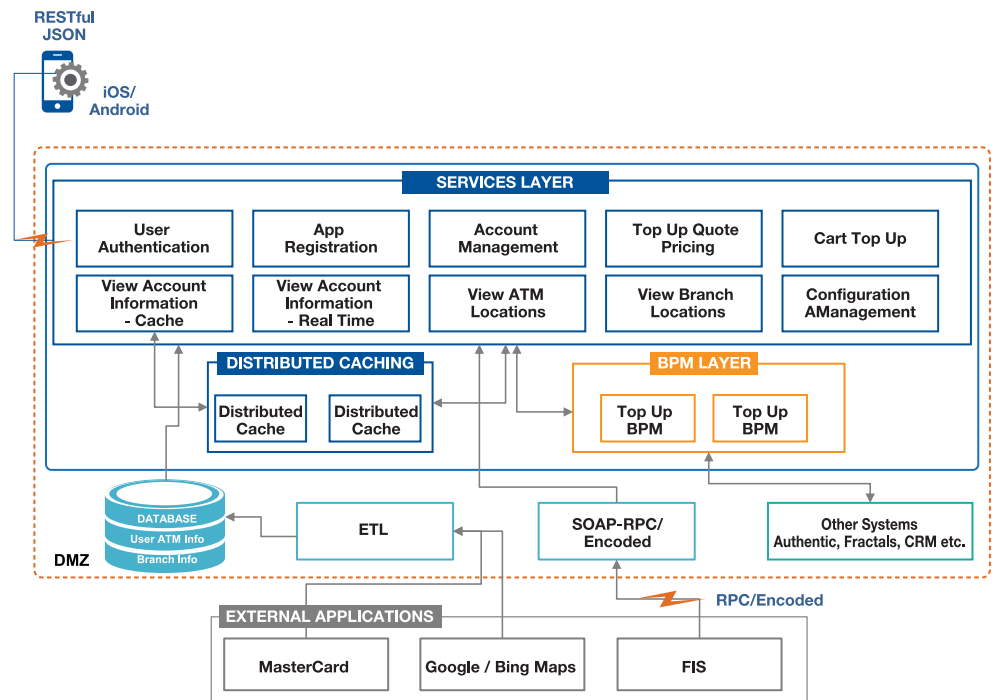 RESTful
JSON
iOS/
Android
SERVICES LAYER
User
Authentication
App
Registration
Account
Management
Top Up Quote
Pricing
Cart Top Up
View Account
Information
- Cache
View Account
Information
- Real Time
View ATM
Locations
View Branch
Locations
Configuration
AManagement
DISTRIBUTED CACHING
Distributed
Cache
Distributed
Cache
BPM LAYER
Top Up
BPM
Top Up
BPM
DATABASE
User ATM Info
Branch Info
ETL
SOAP-RPC/
Encoded
Other Systems
Authentic, Fractals, CRM etc.
DMZ
RPC/Encoded
EXTERNAL APPLICATIONS
MasterCard
Google / Bing Maps
FIS